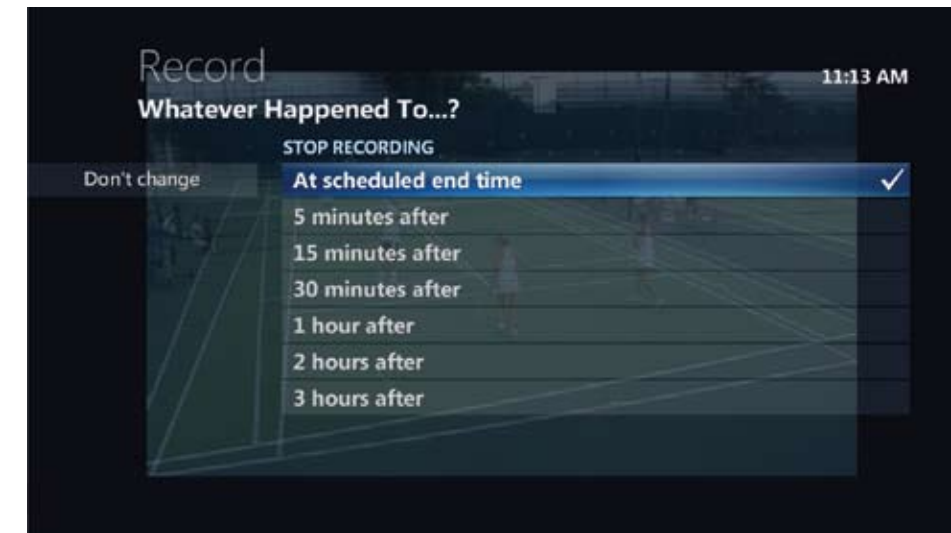 Record
11:13 AM
Whatever Happened To...?
STOP RECORDING
Don't change
At scheduled end time
5 minutes after
15 minutes after
30 minutes after
1 hour after
2 hours after
3 hours after